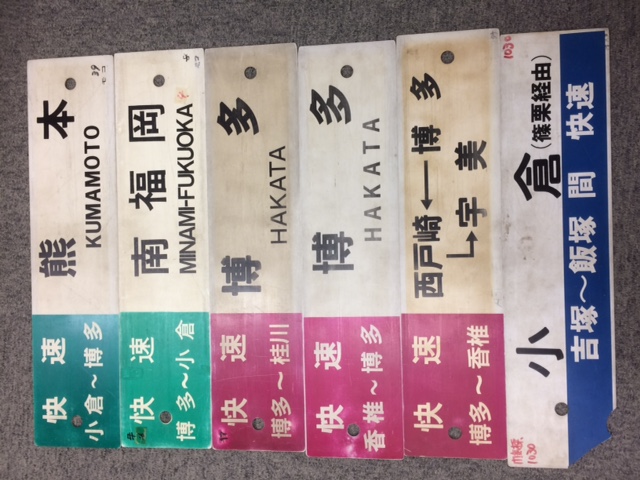 熊本
KUMAMOTO
快速
小倉～博多
南福岡
MINAMI-FUKUOKA
快速
博多～小倉
博多
HAKATA
快速
博多～桂川
博多
HAKATA
快速
香椎～博多
西戸崎←博多
↳宇美
快速
博多～香椎
1030
小倉(篠栗経由)
吉塚～飯塚間 快速
1030